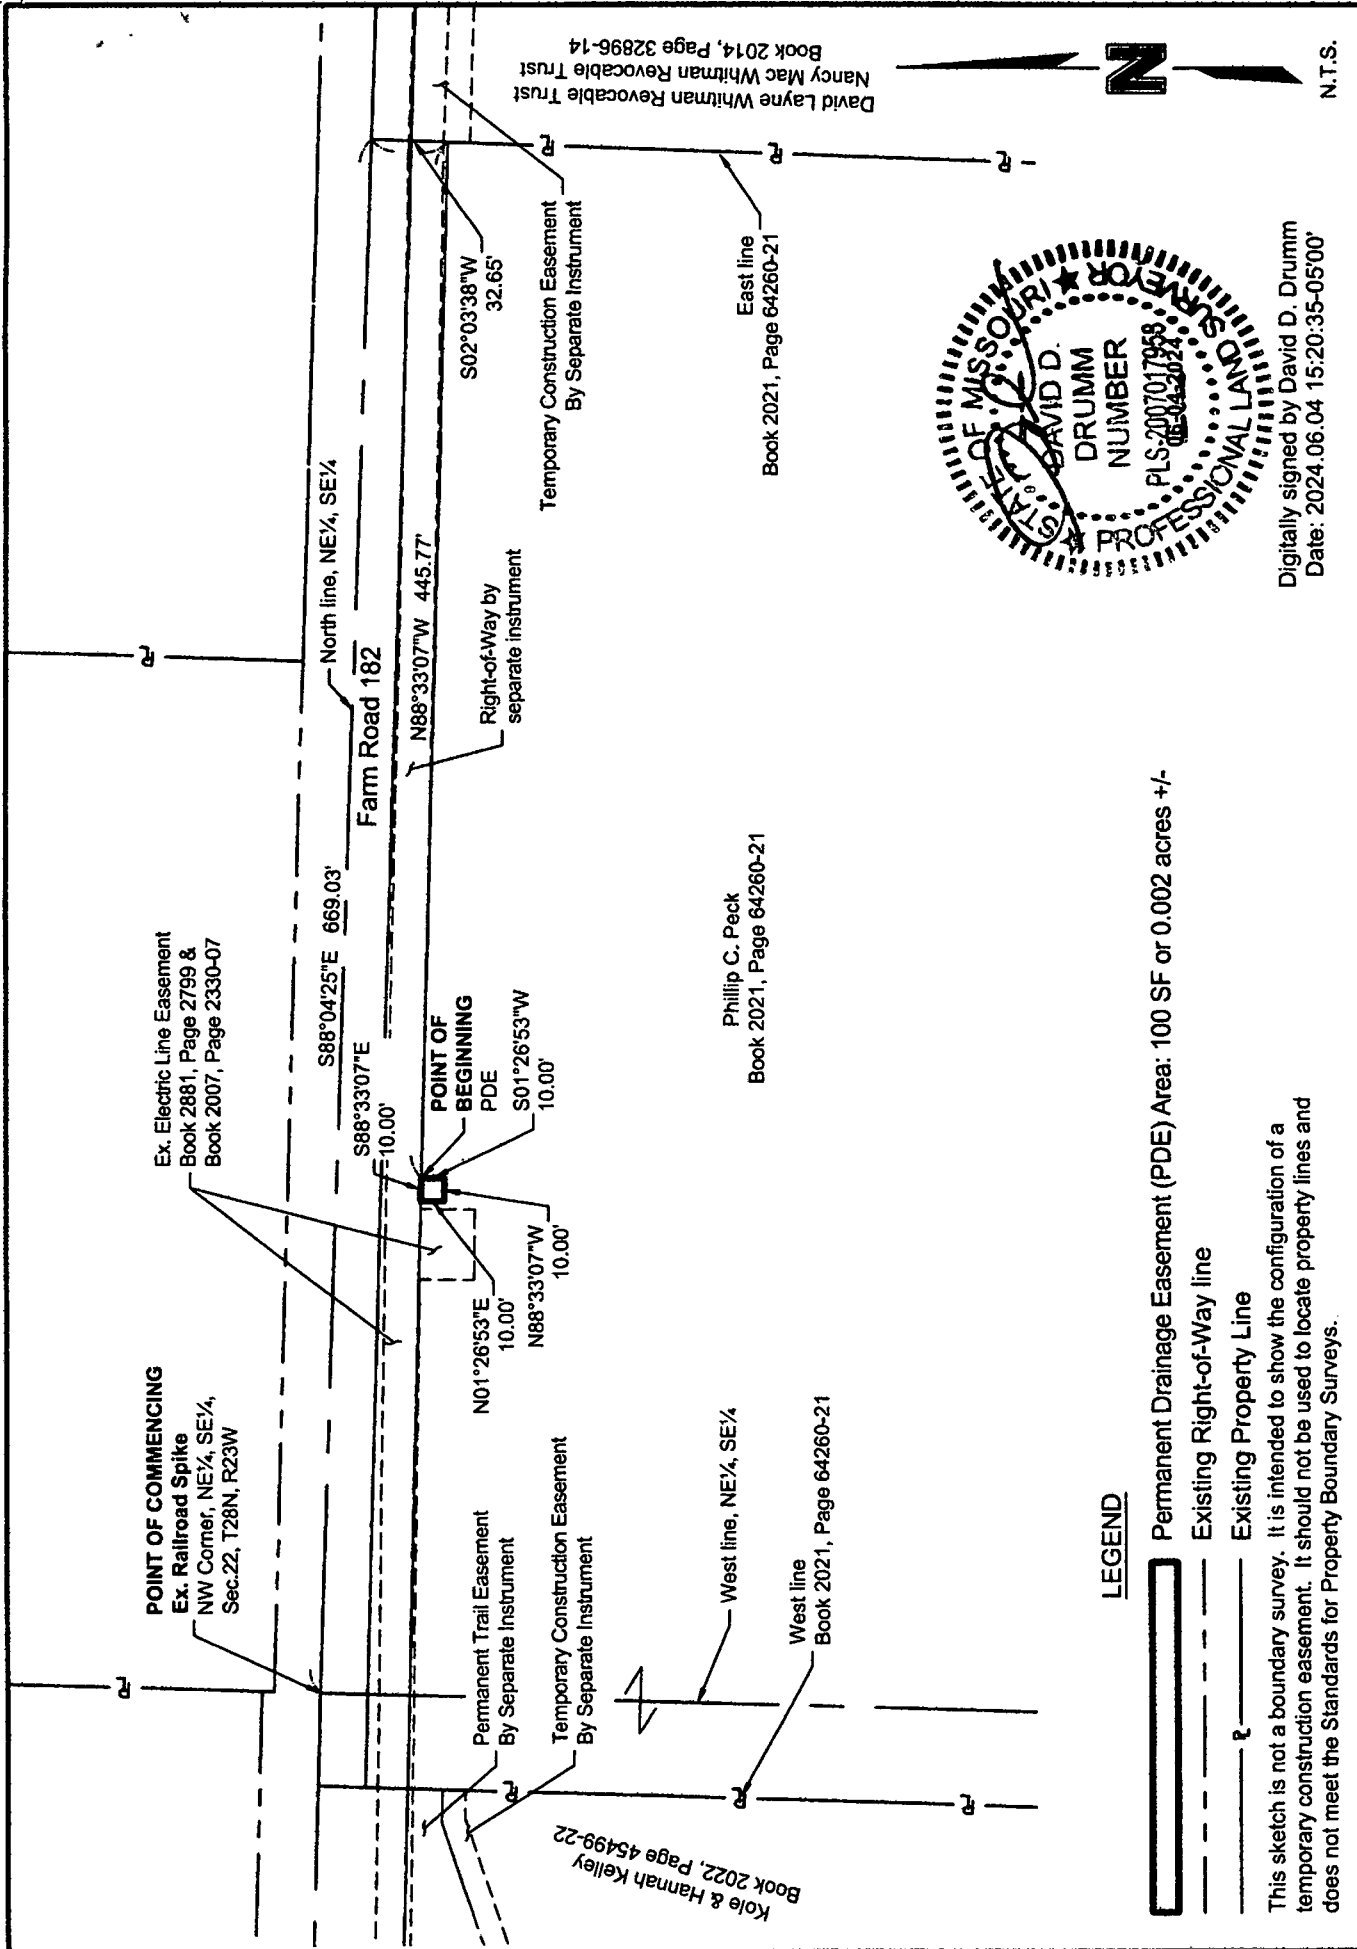 POINT OF COMMENCING
Ex. Railroad Spike
NW Corner, NE¼, SE¼,
Sec.22, T28N, R23W
Ex. Electric Line Easement
Book 2881, Page 2799 &
Book 2007, Page 2330-07
S88°04'25"E 669.03'
North line, NE¼, SE¼
Farm Road 182
S88°33'07"E
10.00'
POINT OF
BEGINNING
PDE
S01°26'53"W
10.00'
N01°26'53"E
10.00'
N88°33'07"W
10.00'
N88°33'07"W 445.77'
Right-of-Way by
separate instrument
S02°03'38"W
32.65'
Temporary Construction Easement
By Separate Instrument
David Layne Whitman Revocable Trust
Nancy Mac Whitman Revocable Trust
Book 2014, Page 32896-14
Permanent Trail Easement
By Separate Instrument
Temporary Construction Easement
By Separate Instrument
Kole & Hannah Kelley
Book 2022, Page 45499-22
West line, NE¼, SE¼
West line
Book 2021, Page 64260-21
Phillip C. Peck
Book 2021, Page 64260-21
East line
Book 2021, Page 64260-21
N
N.T.S.
STATE OF MISSOURI
DAVID D.
DRUMM
NUMBER
PLS-2007017958
06-04-2024
PROFESSIONAL LAND SURVEYOR
Digitally signed by David D. Drumm
Date: 2024.06.04 15:20:35-05'00'
LEGEND
Permanent Drainage Easement (PDE) Area: 100 SF or 0.002 acres +/-
Existing Right-of-Way line
Existing Property Line
This sketch is not a boundary survey. It is intended to show the configuration of a
temporary construction easement. It should not be used to locate property lines and
does not meet the Standards for Property Boundary Surveys.